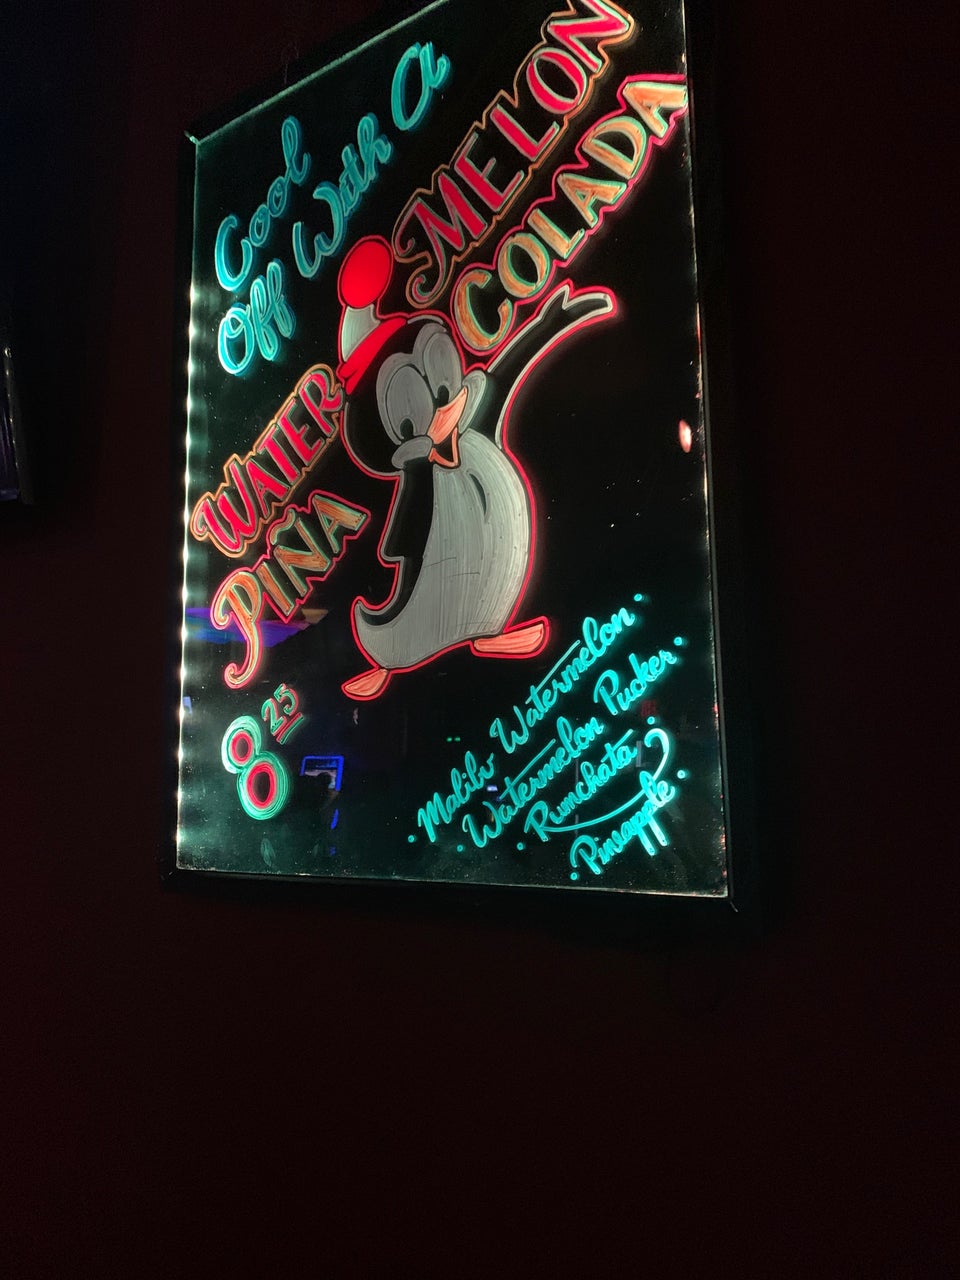 Cool
Off With A
WATER MELON
PIÑA COLADA
8 25
• Malibu Watermelon •
• Watermelon Pucker •
• Rumchata •
• Pineapple •